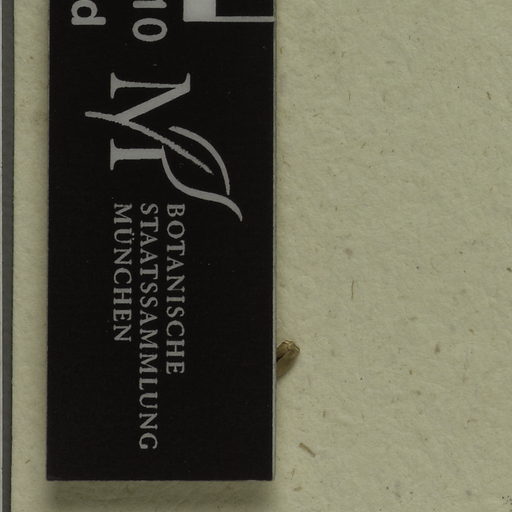 10
d
M
BOTANISCHE
STAATSSAMMLUNG
MÜNCHEN